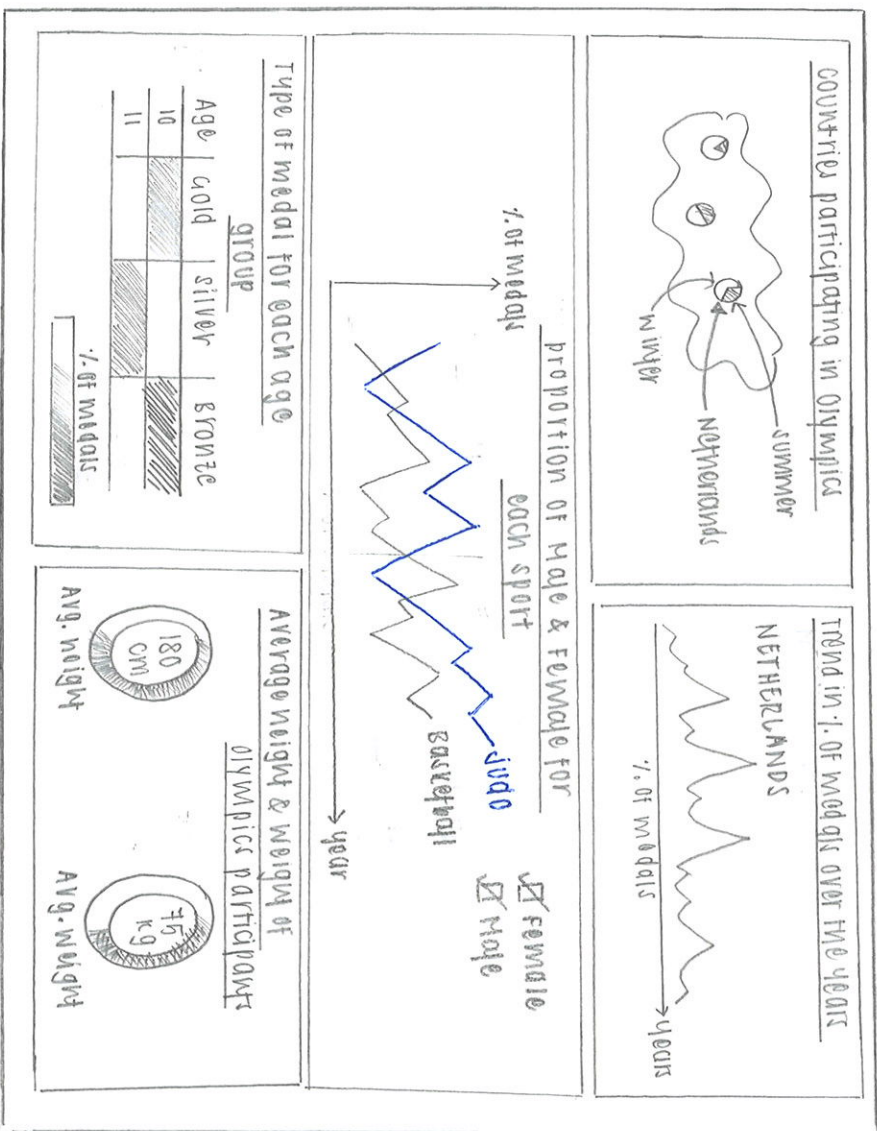 countries participating in Olympics
summer
Netherlands
winter
Trend in % of medals over the years
NETHERLANDS
% of medals
years
proportion of Male & Female for
each sport
% of medals
Female
Male
Judo
Basketball
year
Type of medal for each age
group
Age Gold Silver Bronze
10
11
% of medals
Average height & weight of
Olympics participants
180
cm
75
kg
Avg. height
Avg. weight